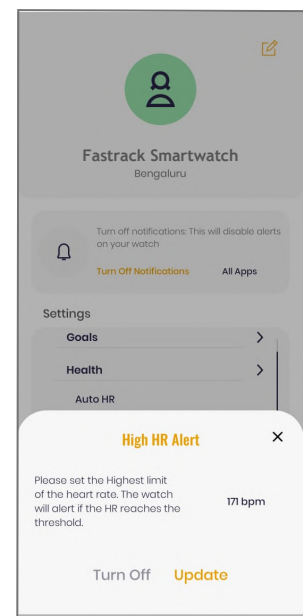 Fastrack Smartwatch
Bengaluru
Turn off notifications: This will disable alerts
on your watch
Turn Off Notifications All Apps
Settings
Goals
Health
Auto HR
High HR Alert
Please set the Highest limit
of the heart rate. The watch
will alert if the HR reaches the
threshold.
171 bpm
Turn Off Update